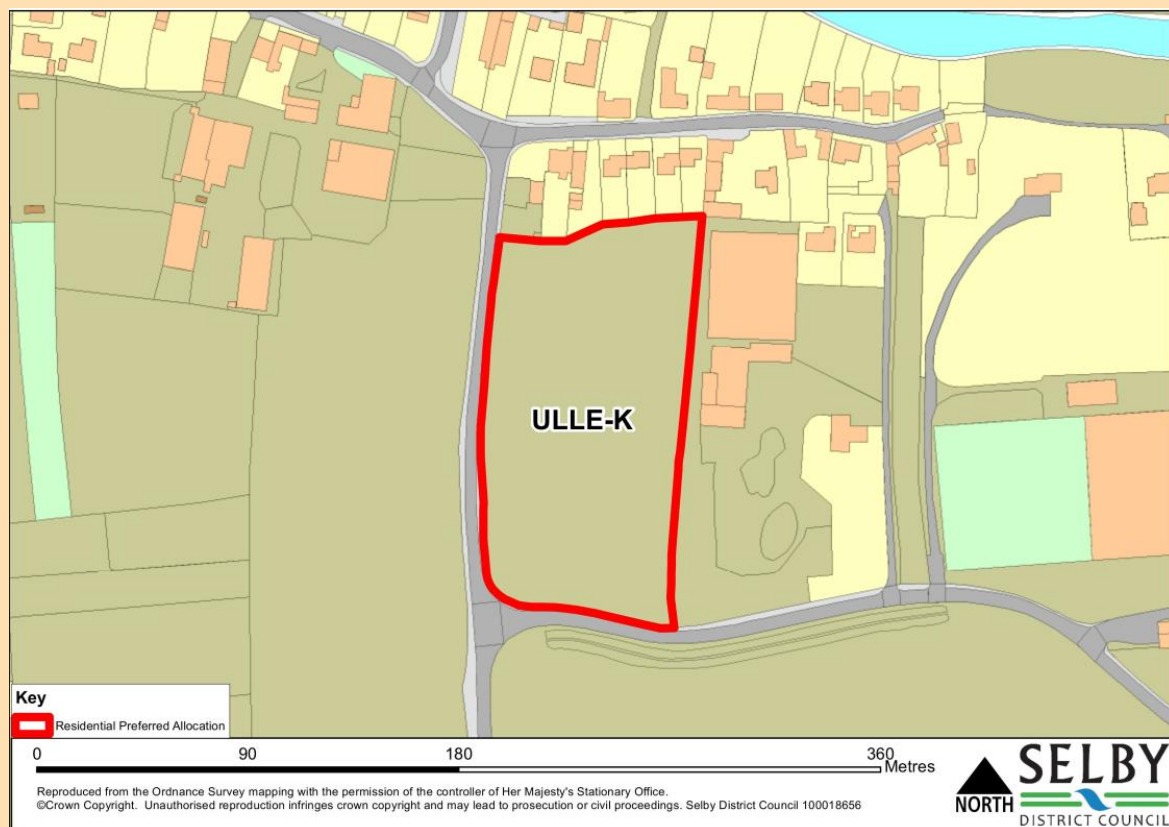 ULLE-K
Key
Residential Preferred Allocation
0 90 180 360 Metres
Reproduced from the Ordnance Survey mapping with the permission of the controller of Her Majesty's Stationary Office.
©Crown Copyright. Unauthorised reproduction infringes crown copyright and may lead to prosecution or civil proceedings. Selby District Council 100018656
NORTH
SELBY
DISTRICT COUNCIL